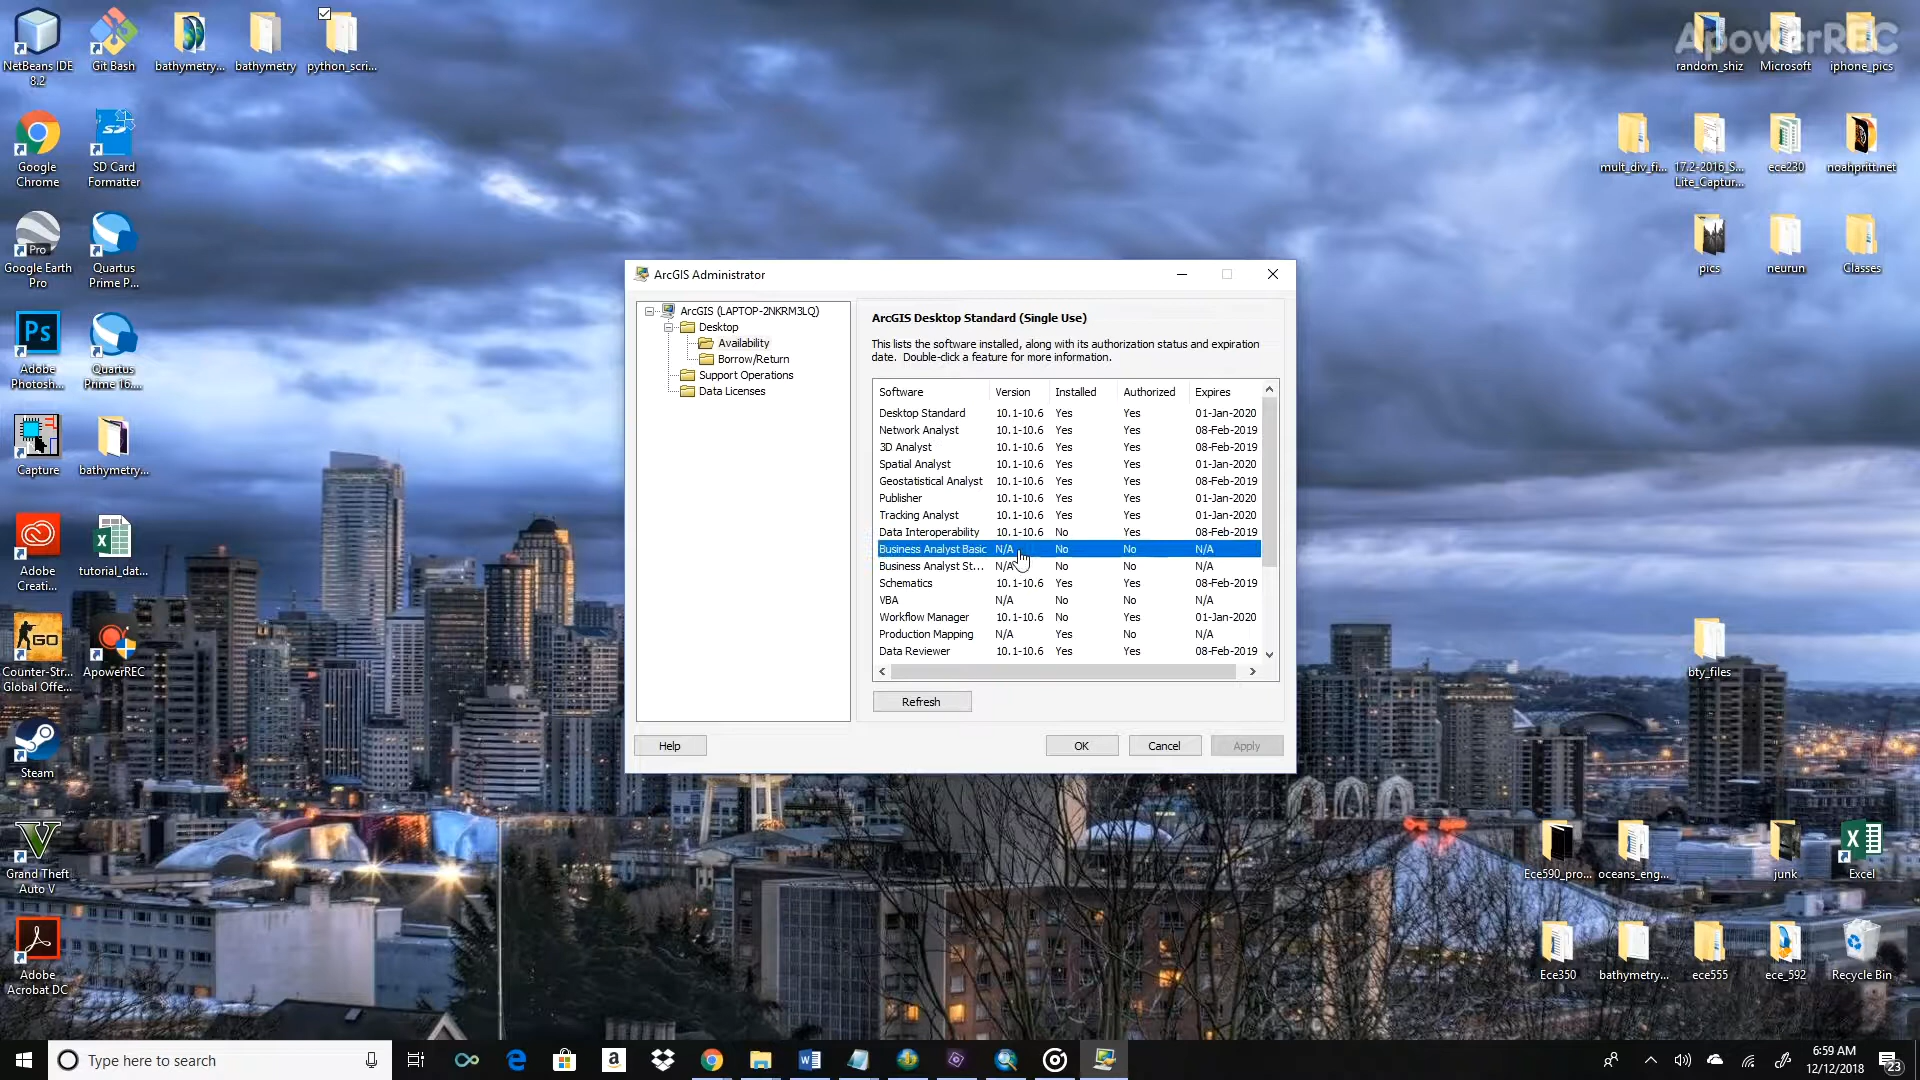 NetBeans IDE
8.2
Git Bash
bathymetry...
bathymetry
python_scri...
ApowerREC
random_shiz
Microsoft
iphone_pics
Google
Chrome
SD Card
Formatter
mult_div_fi...
17.2-2016_S...
Lite_Captur...
ece230
noahpritt.net
Google Earth
Pro
Quartus
Prime P...
pics
neurun
Classes
Adobe
Photosh...
Quartus
Prime 16....
Capture
bathymetry...
Adobe
Creati...
tutorial_dat...
Counter-Str...
Global Offe...
ApowerREC
bty_files
Steam
Grand Theft
Auto V
Adobe
Acrobat DC
Ece590_pro...
oceans_eng...
junk
Excel
Ece350
bathymetry...
ece555
ece_592
Recycle Bin
ArcGIS Administrator
ArcGIS (LAPTOP-2NKRM3LQ)
Desktop
Availability
Borrow/Return
Support Operations
Data Licenses
ArcGIS Desktop Standard (Single Use)
This lists the software installed, along with its authorization status and expiration
date. Double-click a feature for more information.
Software Version Installed Authorized Expires
Desktop Standard 10.1-10.6 Yes Yes 01-Jan-2020
Network Analyst 10.1-10.6 Yes Yes 08-Feb-2019
3D Analyst 10.1-10.6 Yes Yes 08-Feb-2019
Spatial Analyst 10.1-10.6 Yes Yes 01-Jan-2020
Geostatistical Analyst 10.1-10.6 Yes Yes 08-Feb-2019
Publisher 10.1-10.6 Yes Yes 01-Jan-2020
Tracking Analyst 10.1-10.6 Yes Yes 01-Jan-2020
Data Interoperability 10.1-10.6 No Yes 08-Feb-2019
Business Analyst Basic N/A No No N/A
Business Analyst St... N/A No No N/A
Schematics 10.1-10.6 Yes Yes 08-Feb-2019
VBA N/A No No N/A
Workflow Manager 10.1-10.6 No Yes 01-Jan-2020
Production Mapping N/A Yes No N/A
Data Reviewer 10.1-10.6 Yes Yes 08-Feb-2019
Refresh
Help
OK
Cancel
Apply
Type here to search
6:59 AM
12/12/2018
23